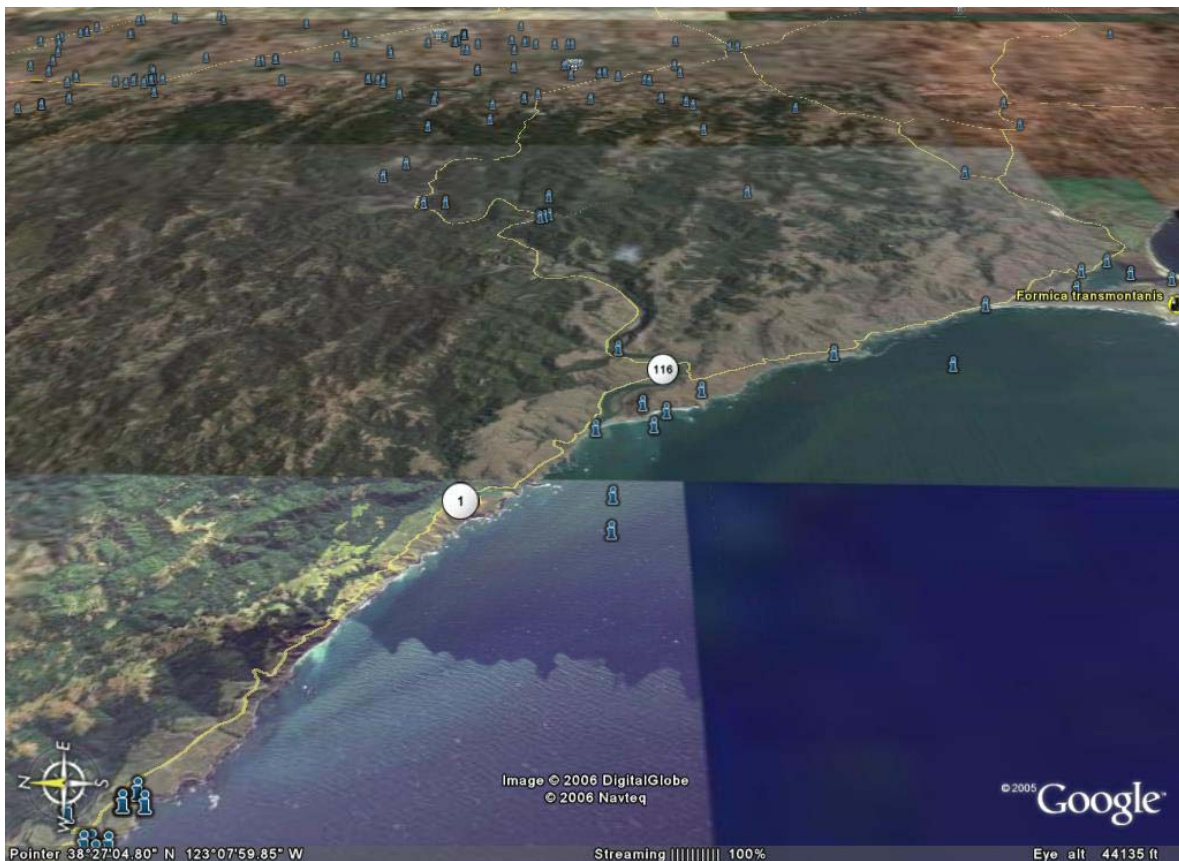 Formica transmontanis
116
1
E
N
S
W
Image © 2006 DigitalGlobe
© 2006 Navteq
© 2005 Google™
Pointer 38°27'04.80" N 123°07'59.85" W
Streaming |||||||||| 100%
Eye alt 44135 ft